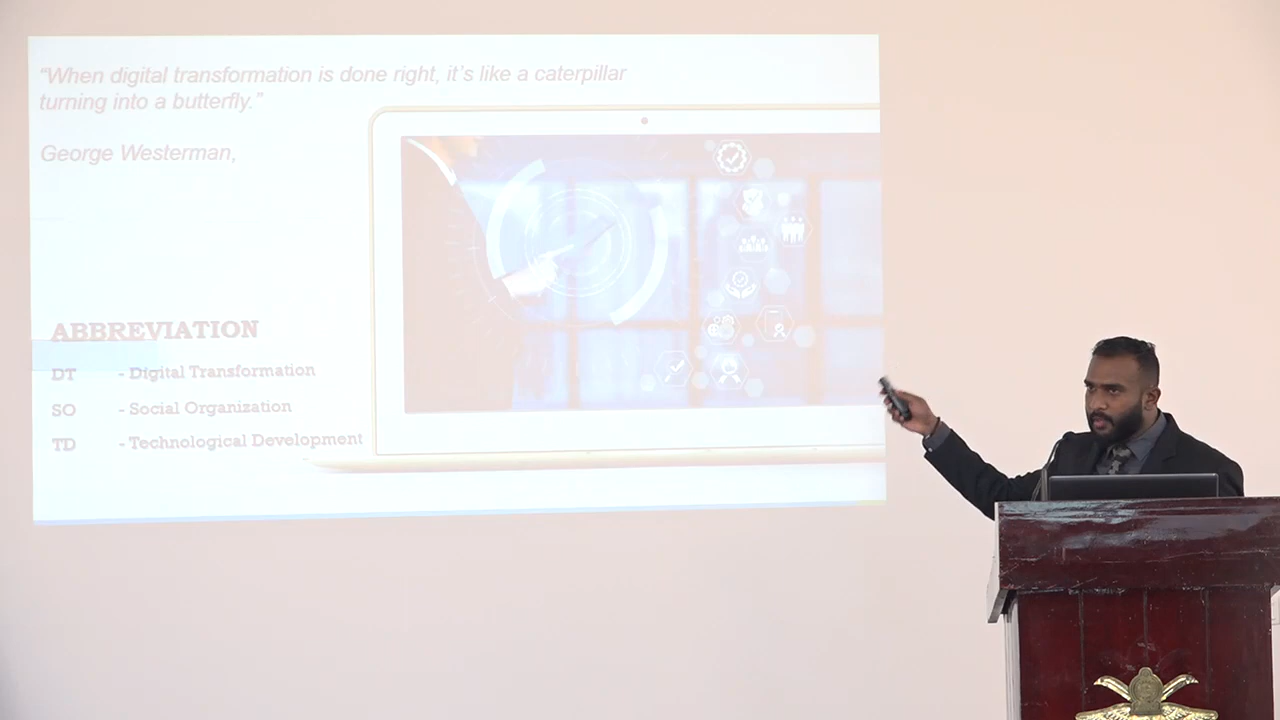 “When digital transformation is done right, it’s like a caterpillar
turning into a butterfly.”
George Westerman,
ABBREVIATION
DT - Digital Transformation
SO - Social Organization
TD - Technological Development